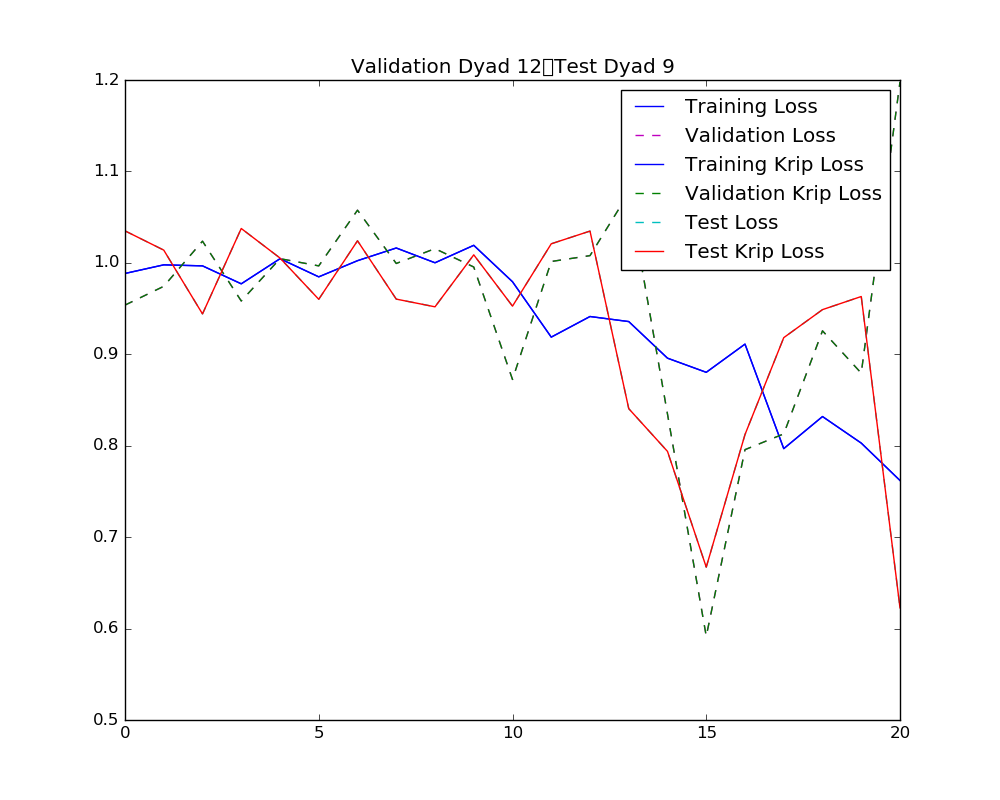 Validation Dyad 12▯Test Dyad 9
1.2
1.1
1.0
0.9
0.8
0.7
0.6
0.5
0
5
10
15
20
Training Loss
Validation Loss
Training Krip Loss
Validation Krip Loss
Test Loss
Test Krip Loss